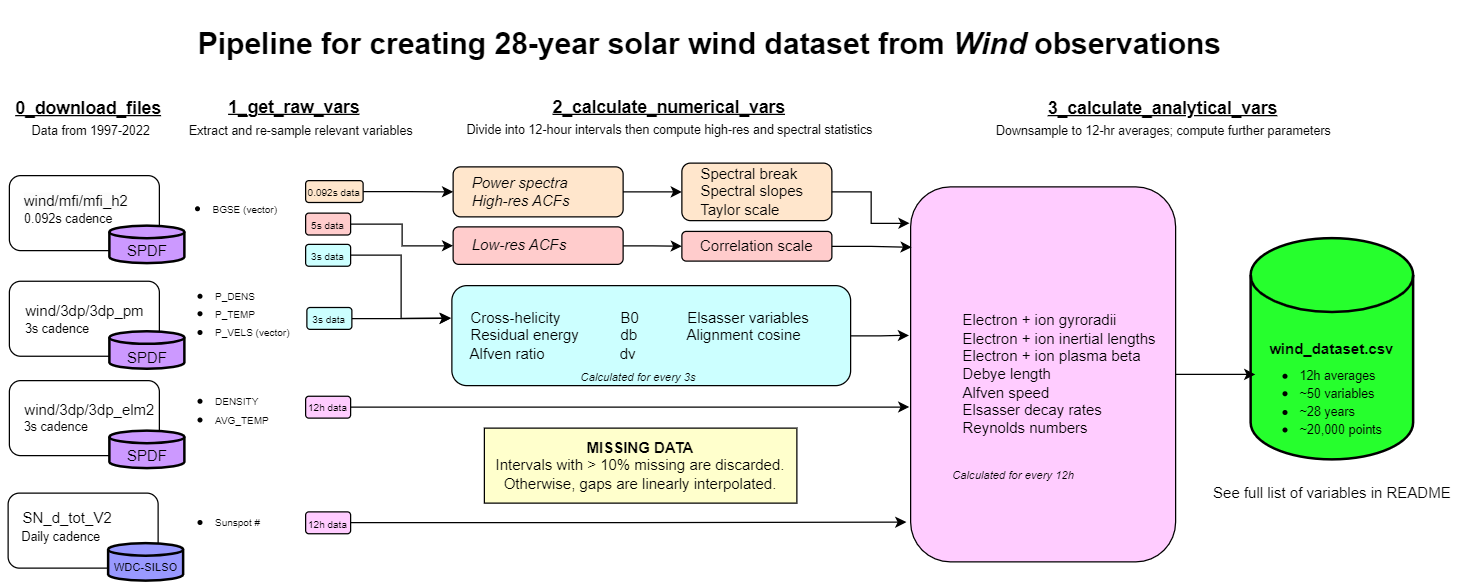 Pipeline for creating 28-year solar wind dataset from Wind observations
0_download_files
Data from 1997-2022
1_get_raw_vars
Extract and re-sample relevant variables
2_calculate_numerical_vars
Divide into 12-hour intervals then compute high-res and spectral statistics
3_calculate_analytical_vars
Downsample to 12-hr averages; compute further parameters
wind/mfi/mfi_h2
0.092s cadence
SPDF
BGSE (vector)
0.092s data
5s data
3s data
Power spectra
High-res ACFs
Spectral break
Spectral slopes
Taylor scale
Low-res ACFs
Correlation scale
wind/3dp/3dp_pm
3s cadence
SPDF
P_DENS
P_TEMP
P_VELS (vector)
3s data
Cross-helicity B0 Elsasser variables
Residual energy db Alignment cosine
Alfven ratio dv
Calculated for every 3s
wind/3dp/3dp_elm2
3s cadence
SPDF
DENSITY
AVG_TEMP
12h data
MISSING DATA
Intervals with > 10% missing are discarded.
Otherwise, gaps are linearly interpolated.
SN_d_tot_V2
Daily cadence
WDC-SILSO
Sunspot #
12h data
Electron + ion gyroradii
Electron + ion inertial lengths
Electron + ion plasma beta
Debye length
Alfven speed
Elsasser decay rates
Reynolds numbers
Calculated for every 12h
wind_dataset.csv
12h averages
~50 variables
~28 years
~20,000 points
See full list of variables in README